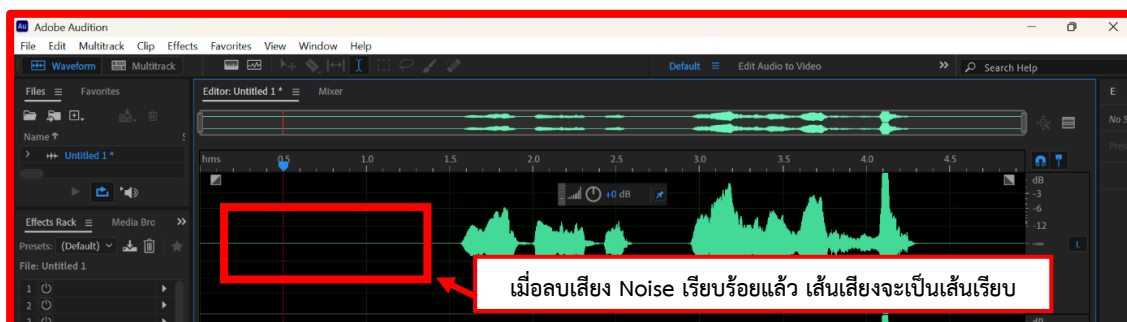 Au Adobe Audition
File Edit Multitrack Clip Effects Favorites View Window Help
Waveform Multitrack Default Edit Audio to Video Search Help
Files Favorites Editor: Untitled 1 * Mixer E
No S
Name
Pres
Untitled 1 *
hms 0.5 1.0 1.5 2.0 2.5 3.0 3.5 4.0 4.5
dB
+0 dB -3
-6
Effects Rack Media Bro -12
Presets: (Default) -∞ L
File: Untitled 1
เมื่อลบเสียง Noise เรียบร้อยแล้ว เส้นเสียงจะเป็นเส้นเรียบ
1
2
3 dB